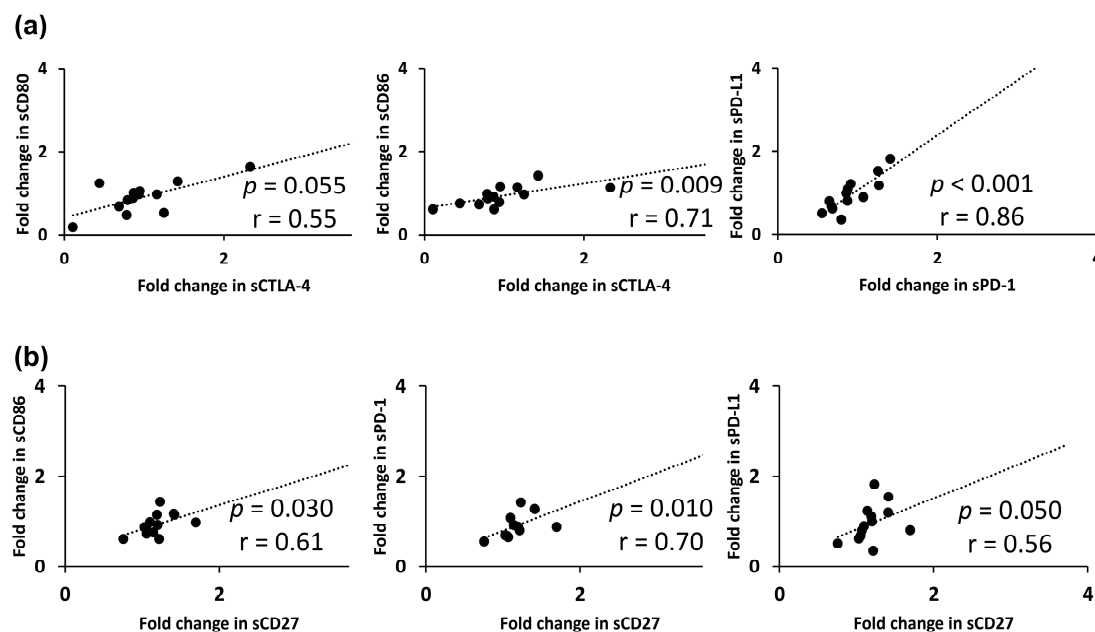 (a)
Fold change in sCD80
4
2
0
0
2
p = 0.055
r = 0.55
Fold change in sCTLA-4
Fold change in sCD86
4
2
0
0
2
p = 0.009
r = 0.71
Fold change in sCTLA-4
Fold change in sPD-L1
4
2
0
0
2
4
p < 0.001
r = 0.86
Fold change in sPD-1
(b)
Fold change in sCD86
4
2
0
0
2
p = 0.030
r = 0.61
Fold change in sCD27
Fold change in sPD-1
4
2
0
0
2
p = 0.010
r = 0.70
Fold change in sCD27
Fold change in sPD-L1
4
2
0
0
2
4
p = 0.050
r = 0.56
Fold change in sCD27